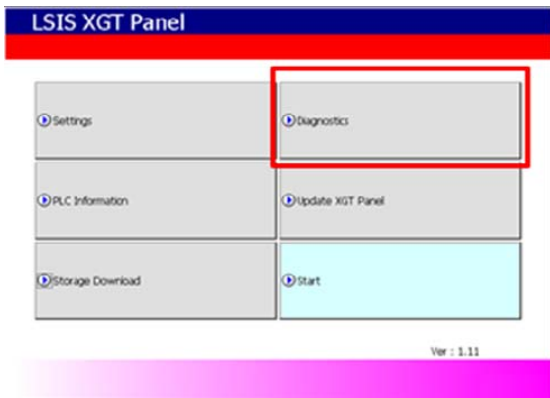 LSIS XGT Panel
Settings
Diagnostics
PLC Information
Update XGT Panel
Storage Download
Start
Ver : 1.11